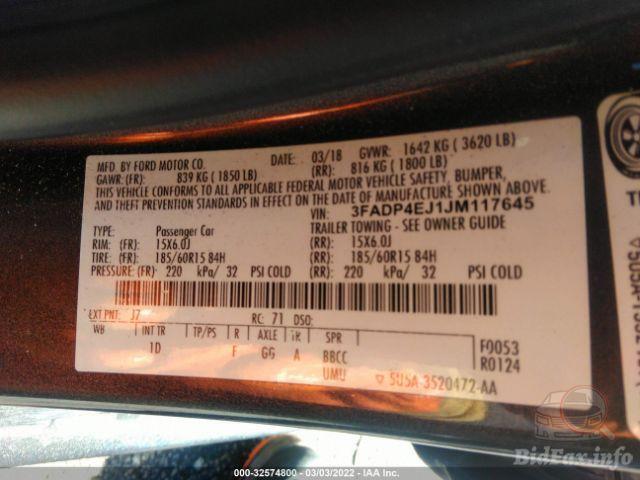 MFD. BY FORD MOTOR CO. DATE: 03/18 GVWR: 1642 KG ( 3620 LB)
GAWR: (FR): 839 KG ( 1850 LB) (RR): 816 KG ( 1800 LB)
THIS VEHICLE CONFORMS TO ALL APPLICABLE FEDERAL MOTOR VEHICLE SAFETY, BUMPER,
AND THEFT PREVENTION STANDARDS IN EFFECT ON THE DATE OF MANUFACTURE SHOWN ABOVE.
VIN: 3FADP4EJ1JM117645
TYPE: Passenger Car TRAILER TOWING - SEE OWNER GUIDE
RIM: (FR): 15X6.0J (RR): 15X6.0J
TIRE: (FR): 185/60R15 84H (RR): 185/60R15 84H
PRESSURE: (FR) 220 kPa/ 32 PSI COLD (RR): 220 kPa/ 32 PSI COLD
EXT PNT: J7 RC: 71 DSO:
WB INT TR TP/PS R AXLE TR SPR
1D F GG A BBCC F0053
UMU R0124
5U5A-3520472-AA
000-32574800 - 03/03/2022 - IAA Inc.
BidFax.info